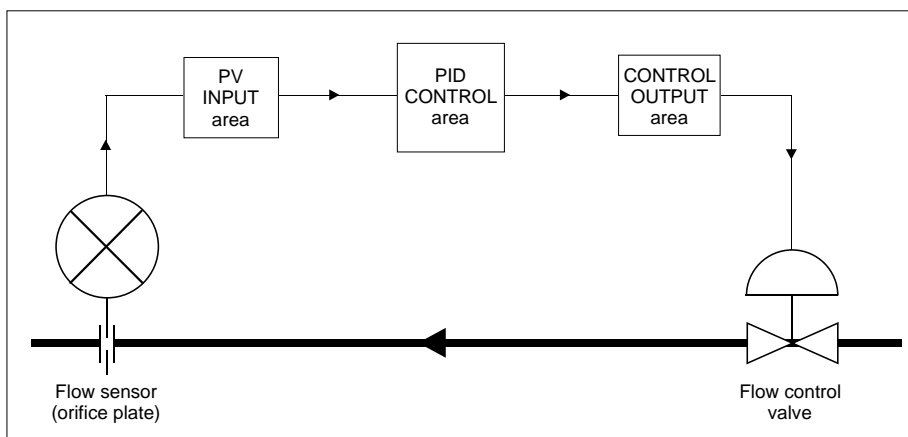 PV
INPUT
area
PID
CONTROL
area
CONTROL
OUTPUT
area
Flow sensor
(orifice plate)
Flow control
valve